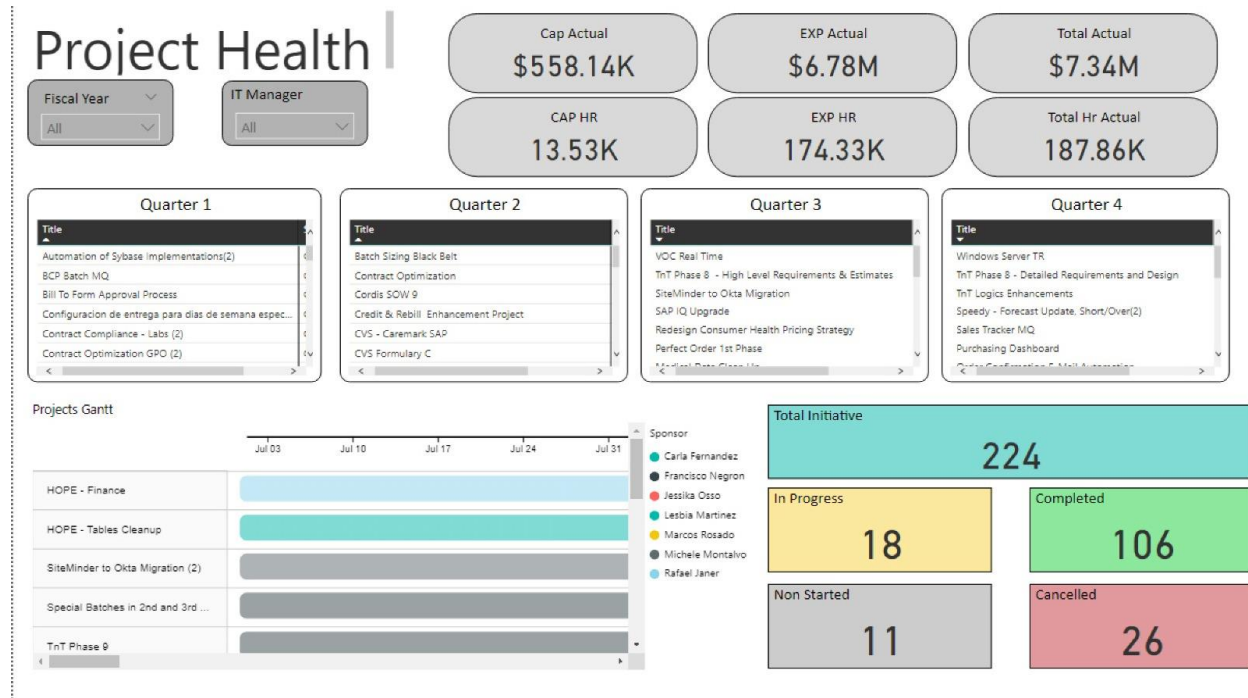 Project Health
Fiscal Year
All
IT Manager
All
Cap Actual
$558.14K
EXP Actual
$6.78M
Total Actual
$7.34M
CAP HR
13.53K
EXP HR
174.33K
Total Hr Actual
187.86K
Quarter 1
Title
Automation of Sybase Implementations(2)
BCP Batch MQ
Bill To Form Approval Process
Configuracion de entrega para dias de semana espec...
Contract Compliance - Labs (2)
Contract Optimization GPO (2)
Quarter 2
Title
Batch Sizing Black Belt
Contract Optimization
Cordis SOW 9
Credit & Rebill Enhancement Project
CVS - Caremark SAP
CVS Formulary C
Quarter 3
Title
VOC Real Time
TnT Phase 8 - High Level Requirements & Estimates
SiteMinder to Okta Migration
SAP IQ Upgrade
Redesign Consumer Health Pricing Strategy
Perfect Order 1st Phase
Medical Data Clean Up
Quarter 4
Title
Windows Server TR
TnT Phase 8 - Detailed Requirements and Design
TnT Logics Enhancements
Speedy - Forecast Update, Short/Over(2)
Sales Tracker MQ
Purchasing Dashboard
Order Confirmation E-Mail Automation
Projects Gantt
Jul 03 Jul 10 Jul 17 Jul 24 Jul 31
HOPE - Finance
HOPE - Tables Cleanup
SiteMinder to Okta Migration (2)
Special Batches in 2nd and 3rd ...
TnT Phase 9
Sponsor
Carla Fernandez
Francisco Negron
Jessika Osso
Lesbia Martinez
Marcos Rosado
Michele Montalvo
Rafael Janer
Total Initiative
224
In Progress
18
Completed
106
Non Started
11
Cancelled
26